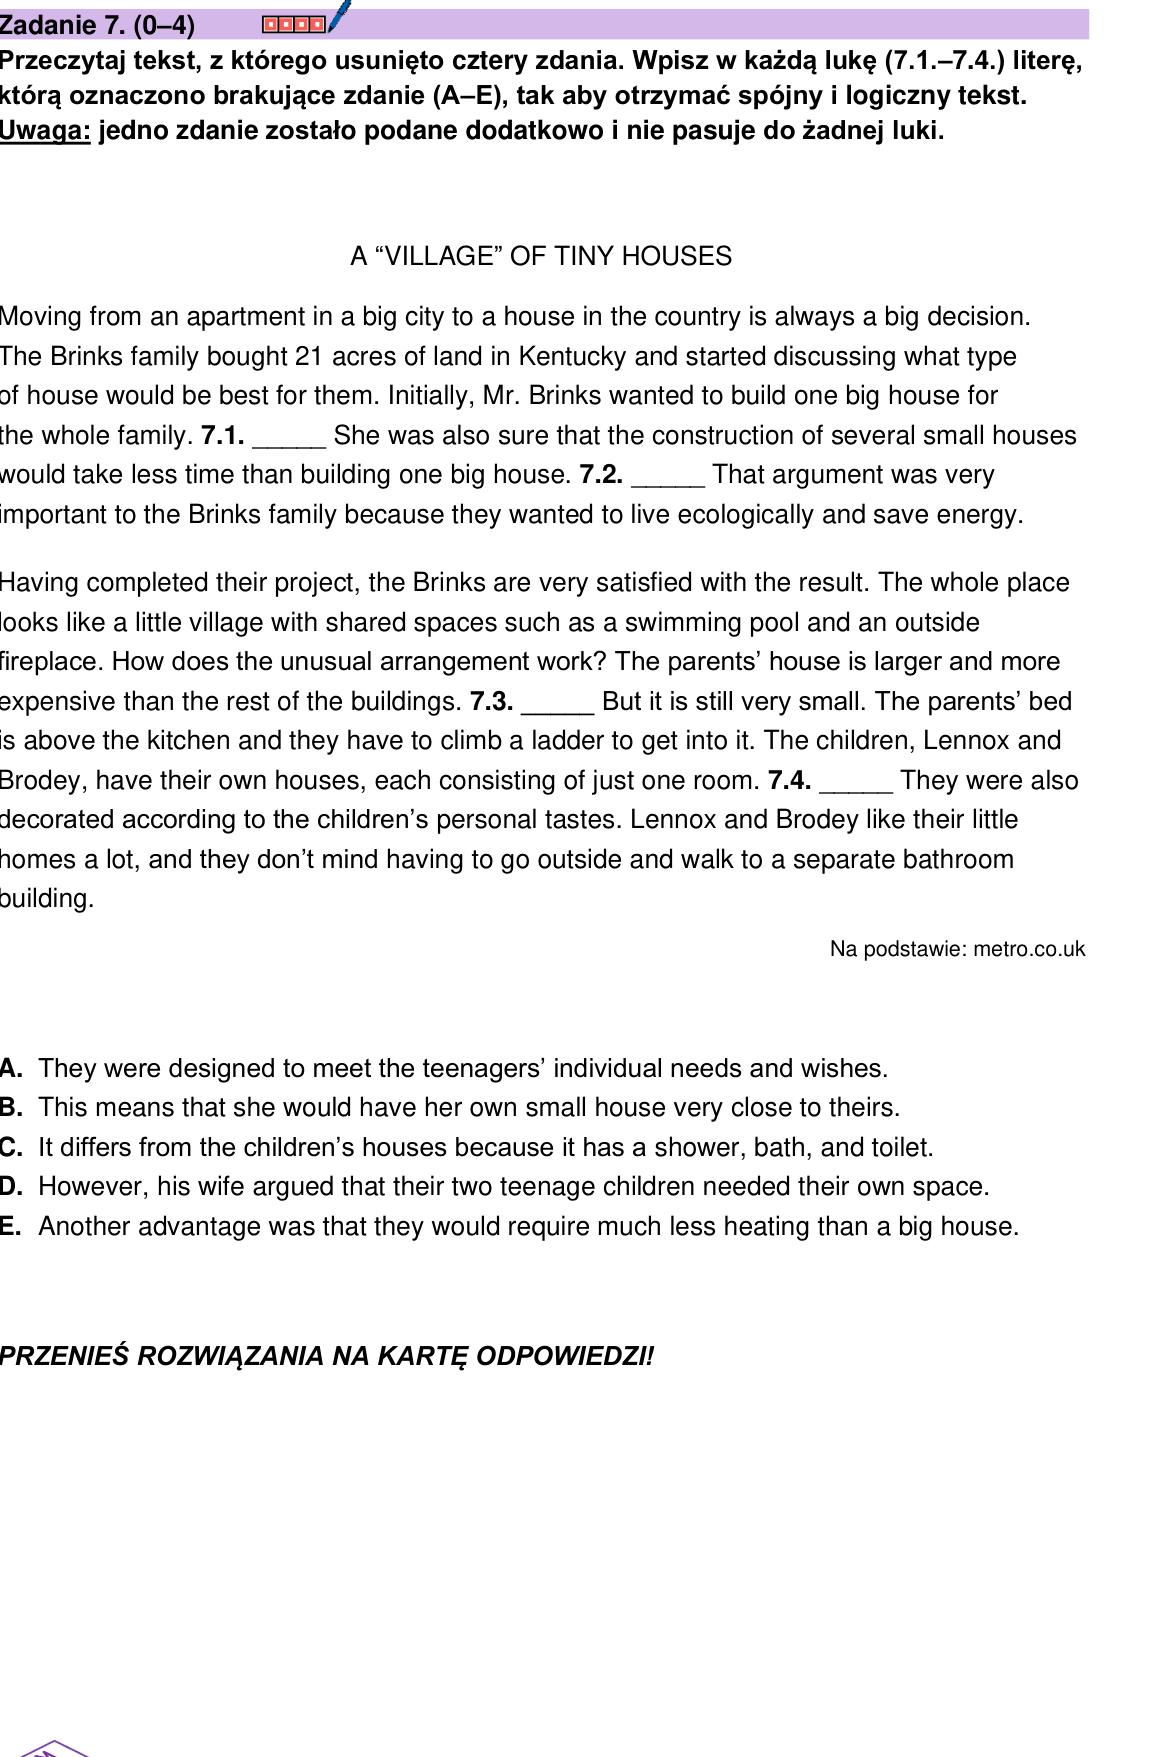 Zadanie 7. (0–4)
Przeczytaj tekst, z którego usunięto cztery zdania. Wpisz w każdą lukę (7.1.–7.4.) literę,
którą oznaczono brakujące zdanie (A–E), tak aby otrzymać spójny i logiczny tekst.
Uwaga: jedno zdanie zostało podane dodatkowo i nie pasuje do żadnej luki.
A “VILLAGE” OF TINY HOUSES
Moving from an apartment in a big city to a house in the country is always a big decision.
The Brinks family bought 21 acres of land in Kentucky and started discussing what type
of house would be best for them. Initially, Mr. Brinks wanted to build one big house for
the whole family. 7.1. _____ She was also sure that the construction of several small houses
would take less time than building one big house. 7.2. _____ That argument was very
important to the Brinks family because they wanted to live ecologically and save energy.
Having completed their project, the Brinks are very satisfied with the result. The whole place
looks like a little village with shared spaces such as a swimming pool and an outside
fireplace. How does the unusual arrangement work? The parents’ house is larger and more
expensive than the rest of the buildings. 7.3. _____ But it is still very small. The parents’ bed
is above the kitchen and they have to climb a ladder to get into it. The children, Lennox and
Brodey, have their own houses, each consisting of just one room. 7.4. _____ They were also
decorated according to the children’s personal tastes. Lennox and Brodey like their little
homes a lot, and they don’t mind having to go outside and walk to a separate bathroom
building.
Na podstawie: metro.co.uk
A. They were designed to meet the teenagers’ individual needs and wishes.
B. This means that she would have her own small house very close to theirs.
C. It differs from the children’s houses because it has a shower, bath, and toilet.
D. However, his wife argued that their two teenage children needed their own space.
E. Another advantage was that they would require much less heating than a big house.
PRZENIEŚ ROZWIĄZANIA NA KARTĘ ODPOWIEDZI!